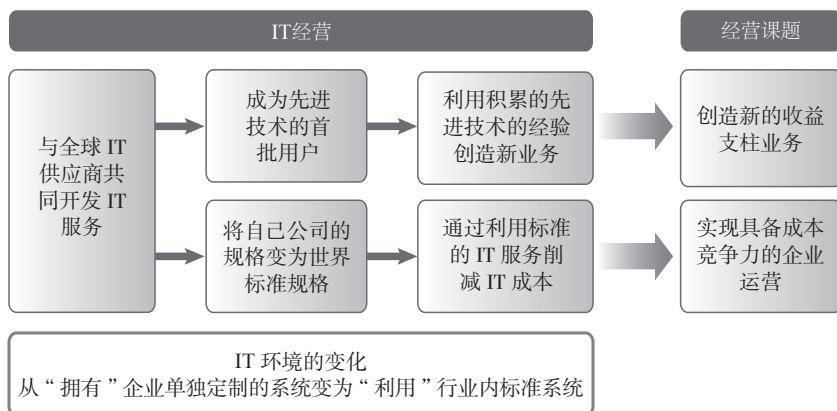 IT经营
经营课题
与全球 IT
供应商共
同开发 IT
服务
成为先进
技术的首
批用户
利用积累的先
进技术的经验
创造新业务
创造新的收益
支柱业务
将自己公司的
规格变为世界
标准规格
通过利用标准
的 IT 服务削
减 IT 成本
实现具备成本
竞争力的企业
运营
IT 环境的变化
从“拥有”企业单独定制的系统变为“利用”行业内标准系统